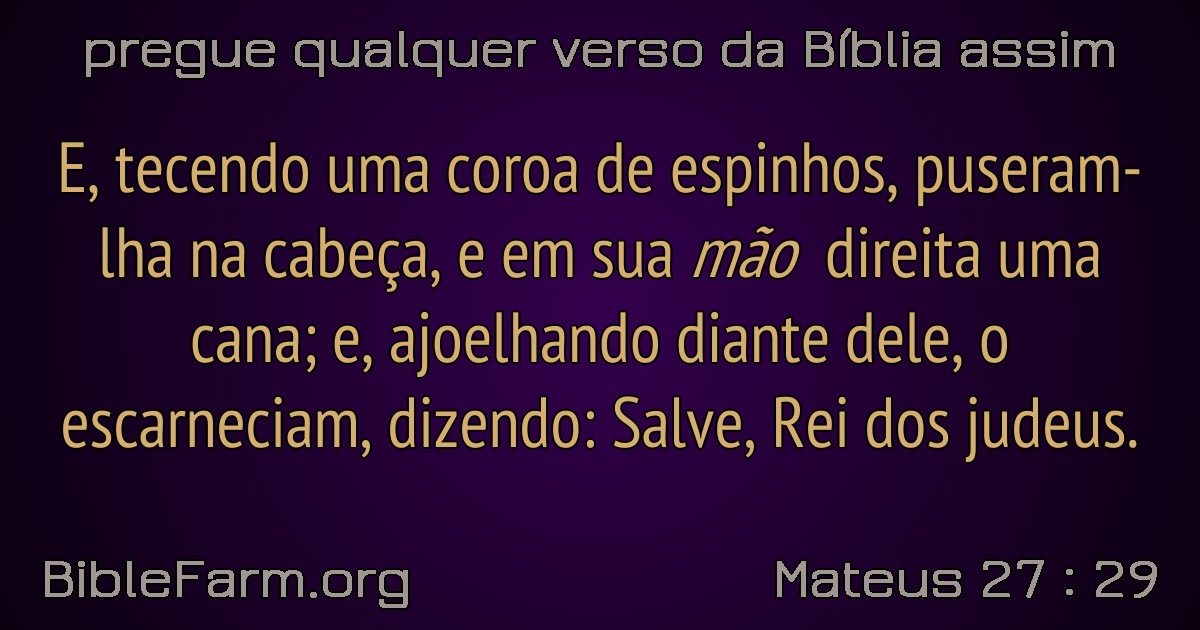 pregue qualquer verso da Bíblia assim
E, tecendo uma coroa de espinhos, puseram-
lha na cabeça, e em sua mão direita uma
cana; e, ajoelhando diante dele, o
escarneciam, dizendo: Salve, Rei dos judeus.
BibleFarm.org
Mateus 27 : 29